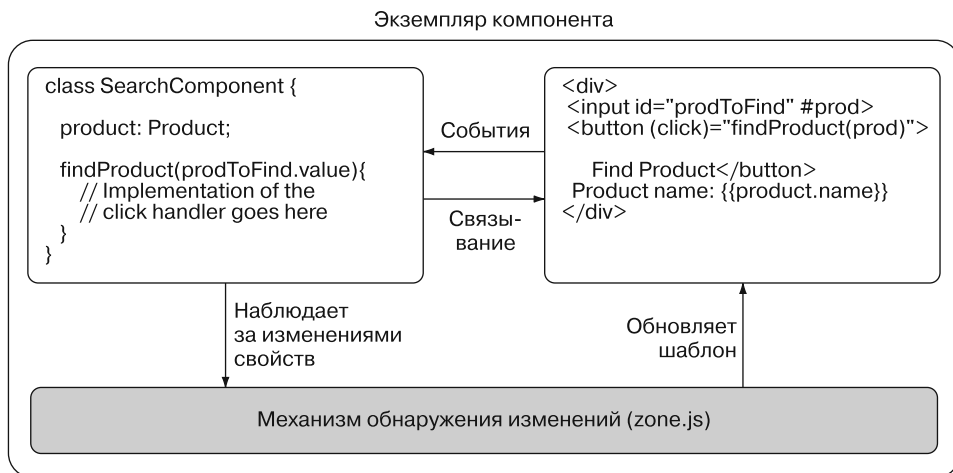 Экземпляр компонента
class SearchComponent {
product: Product;
findProduct(prodToFind.value){
// Implementation of the
// click handler goes here
}
}
События
Связы-
вание
<div>
<input id="prodToFind" #prod>
<button (click)="findProduct(prod)">
Find Product</button>
Product name: {{product.name}}
</div>
Наблюдает
за изменениями
свойств
Обновляет
шаблон
Механизм обнаружения изменений (zone.js)